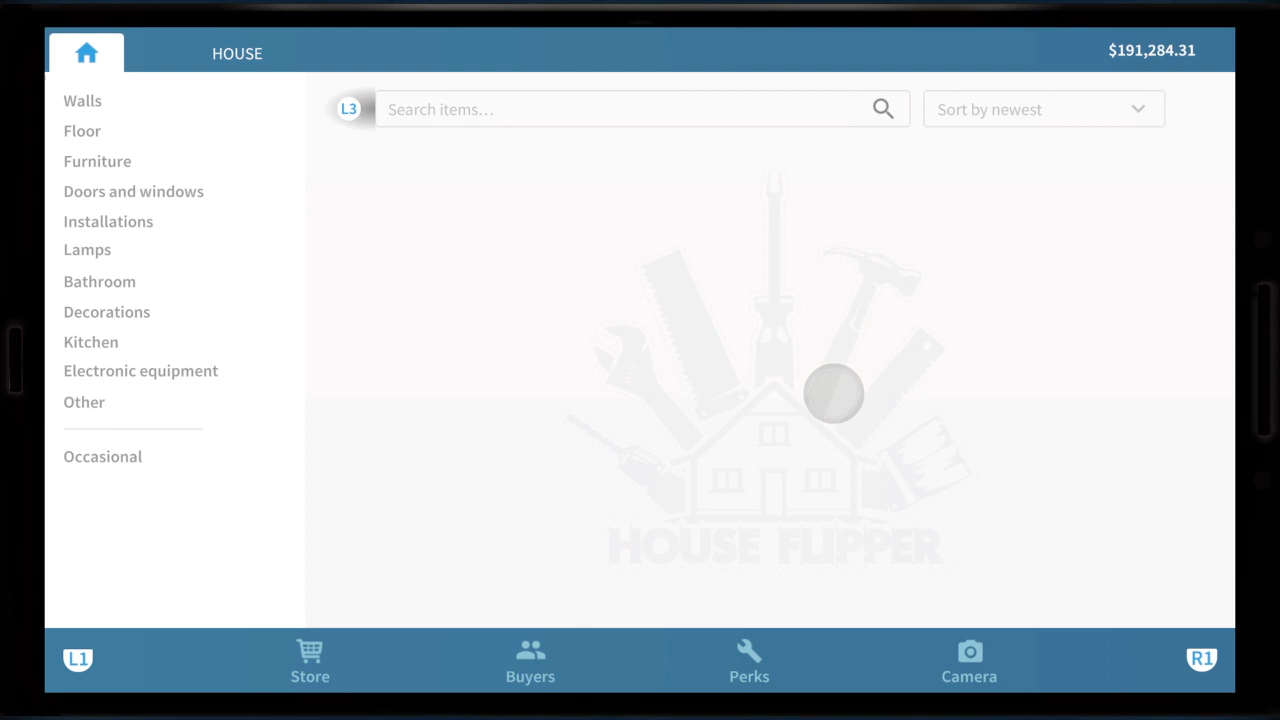 HOUSE
$191,284.31
Walls
Floor
Furniture
Doors and windows
Installations
Lamps
Bathroom
Decorations
Kitchen
Electronic equipment
Other
Occasional
L3
Search items...
Sort by newest
HOUSE FLIPPER
L1
Store
Buyers
Perks
Camera
R1